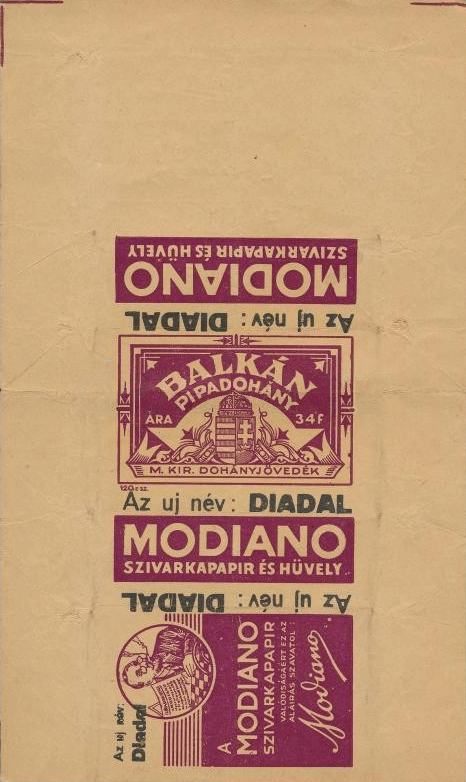 MODIANO
SZIVARKAPAPIR ÉS HÜVELY
Az uj név: DIADAL
BALKÁN
PIPADOHÁNY
ÁRA 34F
M. KIR. DOHÁNYJÖVEDÉK
Az uj név: DIADAL
MODIANO
SZIVARKAPAPIR ÉS HÜVELY
Az uj név: DIADAL
Az uj név:
Diadal
A
MODIANO
SZIVARKAPAPIR
VALÓDISÁGÁÉRT EZ AZ
ALÁIRÁS SZAVATOL:
Modiano